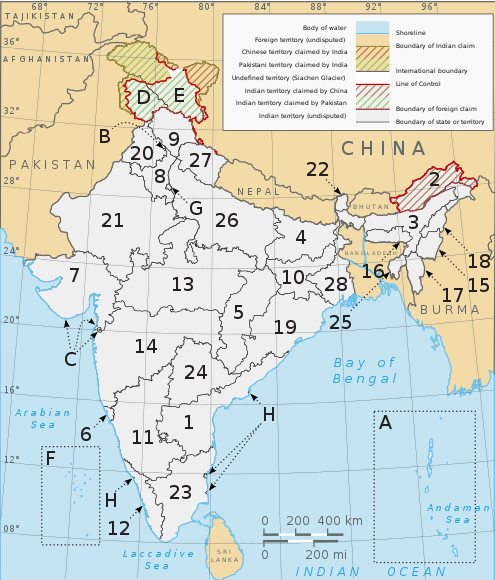 68°
72°
76°
80°
84°
88°
92°
96°
TAJIKISTAN
36°
AFGHANISTAN
32°
28°
24°
20°
16°
12°
08°
Body of water
Foreign territory (undisputed)
Chinese territory claimed by India
Pakistani territory claimed by India
Undefined territory (Siachen Glacier)
Indian territory claimed by China
Indian territory claimed by Pakistan
Indian territory (undisputed)
Shoreline
Boundary of Indian claim
International boundary
Line of Control
Boundary of foreign claim
Boundary of state or territory
D
E
B
9
20
27
8
CHINA
PAKISTAN
22
2
NEPAL
BHUTAN
G
21
26
4
3
BANGLADESH
18
7
13
10
28
16
15
17
BURMA
5
25
19
C
14
24
Bay of
Bengal
Arabian
Sea
6
11
1
H
A
F
H
23
12
Andaman
Sea
0 200 400 km
0 200 mi
Laccadive
Sea
SRI
LANKA
INDIAN OCEAN